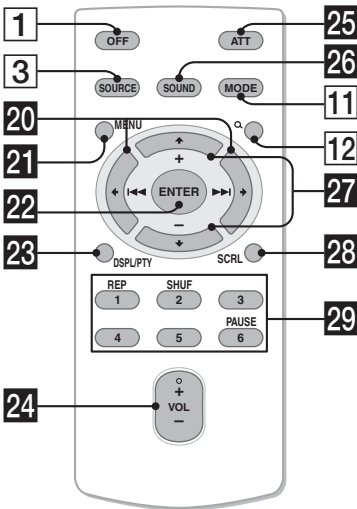 1 OFF ATT 25
3 SOURCE SOUND MODE 26
11
20 MENU
12
21
+
ENTER
27
22
−
23 DSPL/PTY SCRL 28
REP SHUF
1 2 3
29
PAUSE
4 5 6
+
24 VOL
−